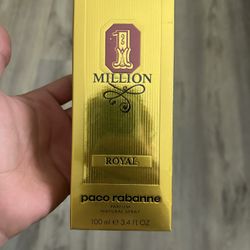 1
MILLION
ROYAL
paco rabanne
PARFUM
NATURAL SPRAY
100 ml e 3.4 fl OZ